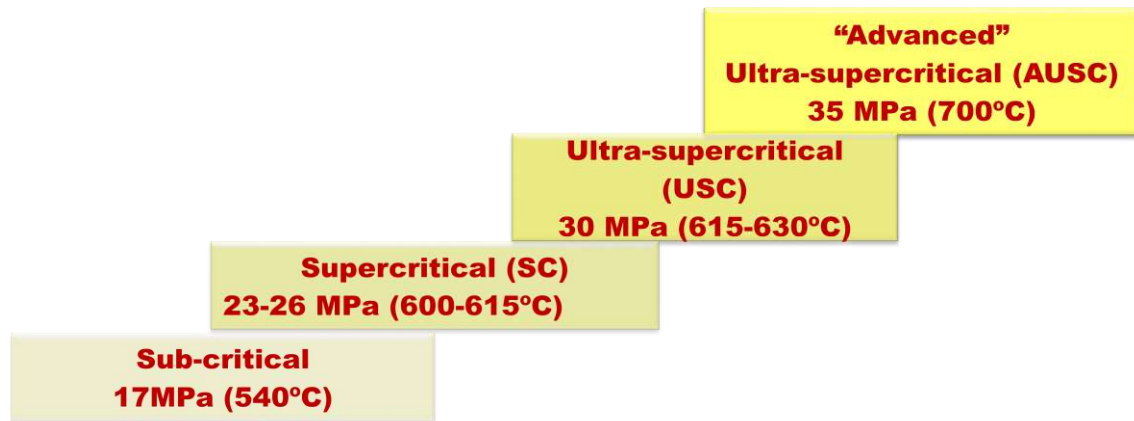 “Advanced”
Ultra-supercritical (AUSC)
35 MPa (700ºC)
Ultra-supercritical
(USC)
30 MPa (615-630ºC)
Supercritical (SC)
23-26 MPa (600-615ºC)
Sub-critical
17MPa (540ºC)